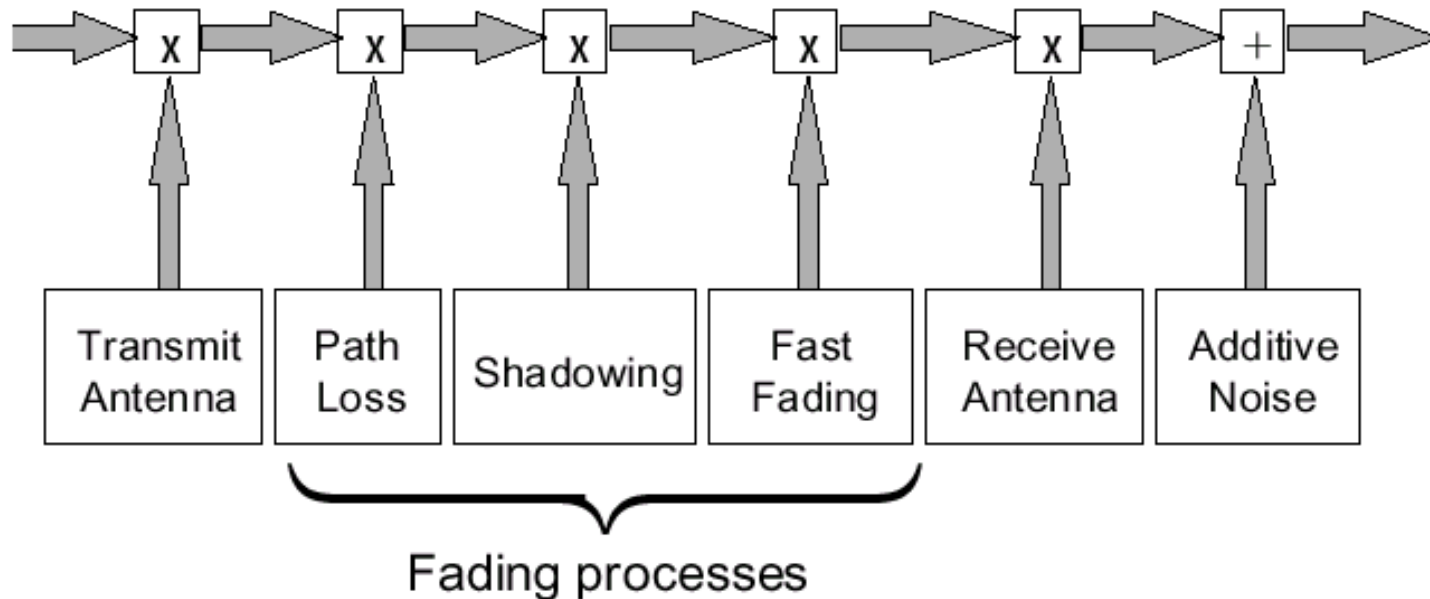 X X X X X +
Transmit
Antenna
Path
Loss
Shadowing
Fast
Fading
Receive
Antenna
Additive
Noise
Fading processes